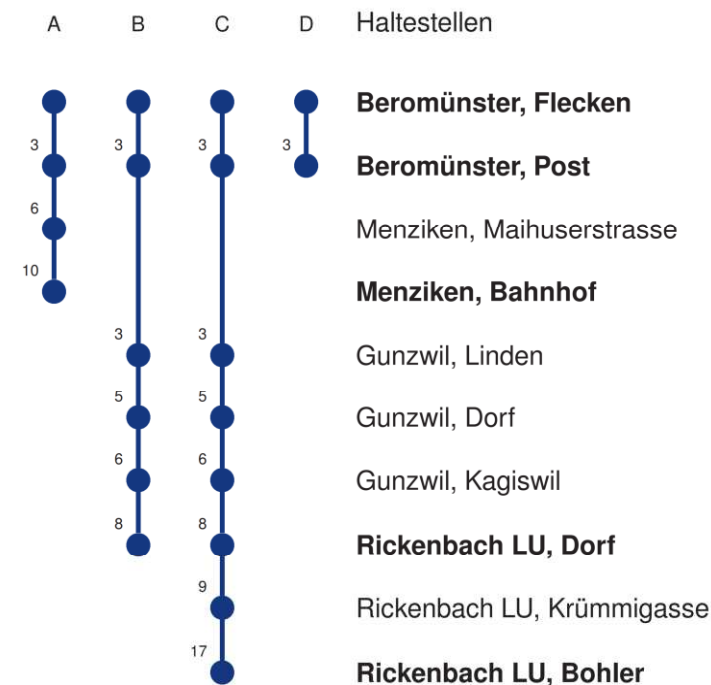 A B C D Haltestellen
Beromünster, Flecken
3 3 3 3 Beromünster, Post
6 Menziken, Maihuserstrasse
10 Menziken, Bahnhof
3 3 Gunzwil, Linden
5 5 Gunzwil, Dorf
6 6 Gunzwil, Kagiswil
8 8 Rickenbach LU, Dorf
9 Rickenbach LU, Krümmigasse
17 Rickenbach LU, Bohler